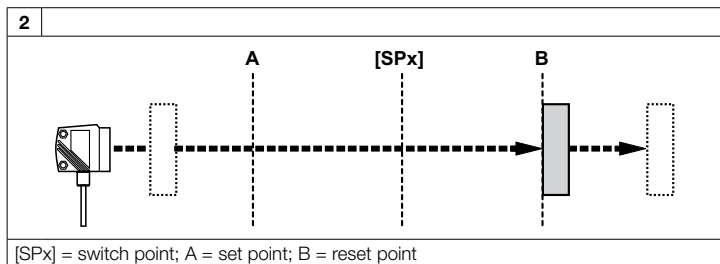 2
A [SPx] B
[SPx] = switch point; A = set point; B = reset point